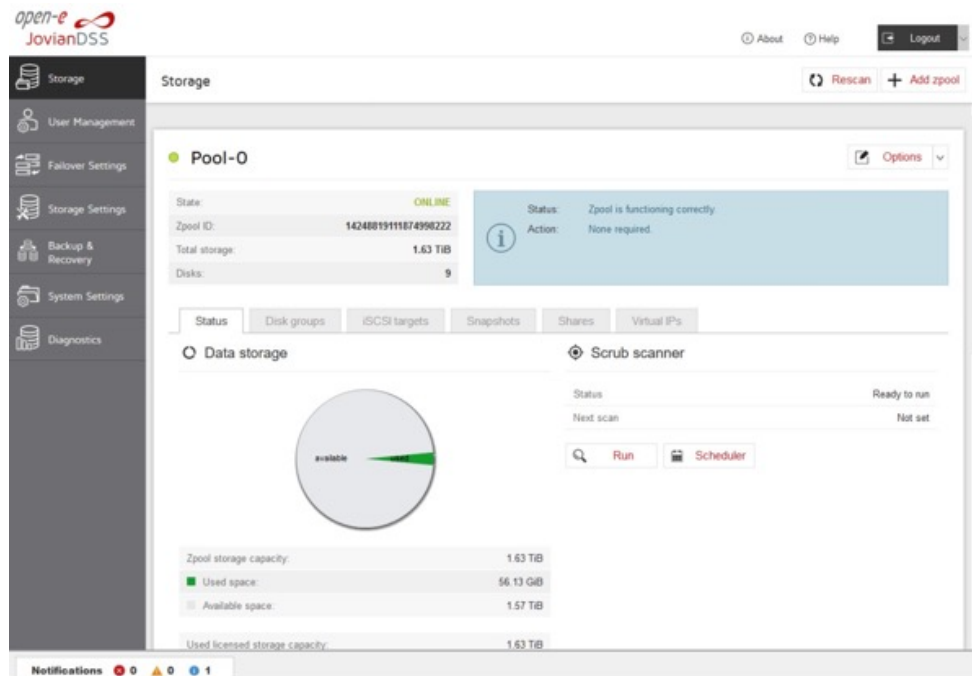 open-e
JovianDSS
About
Help
Logout
Storage
User Management
Failover Settings
Storage Settings
Backup &
Recovery
System Settings
Diagnostics
Storage
Rescan
Add zpool
Pool-0
Options
State: ONLINE
Zpool ID: 14248819111874998222
Total storage: 1.63 TiB
Disks: 9
Status: Zpool is functioning correctly.
Action: None required.
Status Disk groups iSCSI targets Snapshots Shares Virtual IPs
Data storage
available used
Zpool storage capacity: 1.63 TiB
Used space: 56.13 GiB
Available space: 1.57 TiB
Used licensed storage capacity: 1.63 TiB
Scrub scanner
Status Ready to run
Next scan Not set
Run Scheduler
Notifications 0 0 1